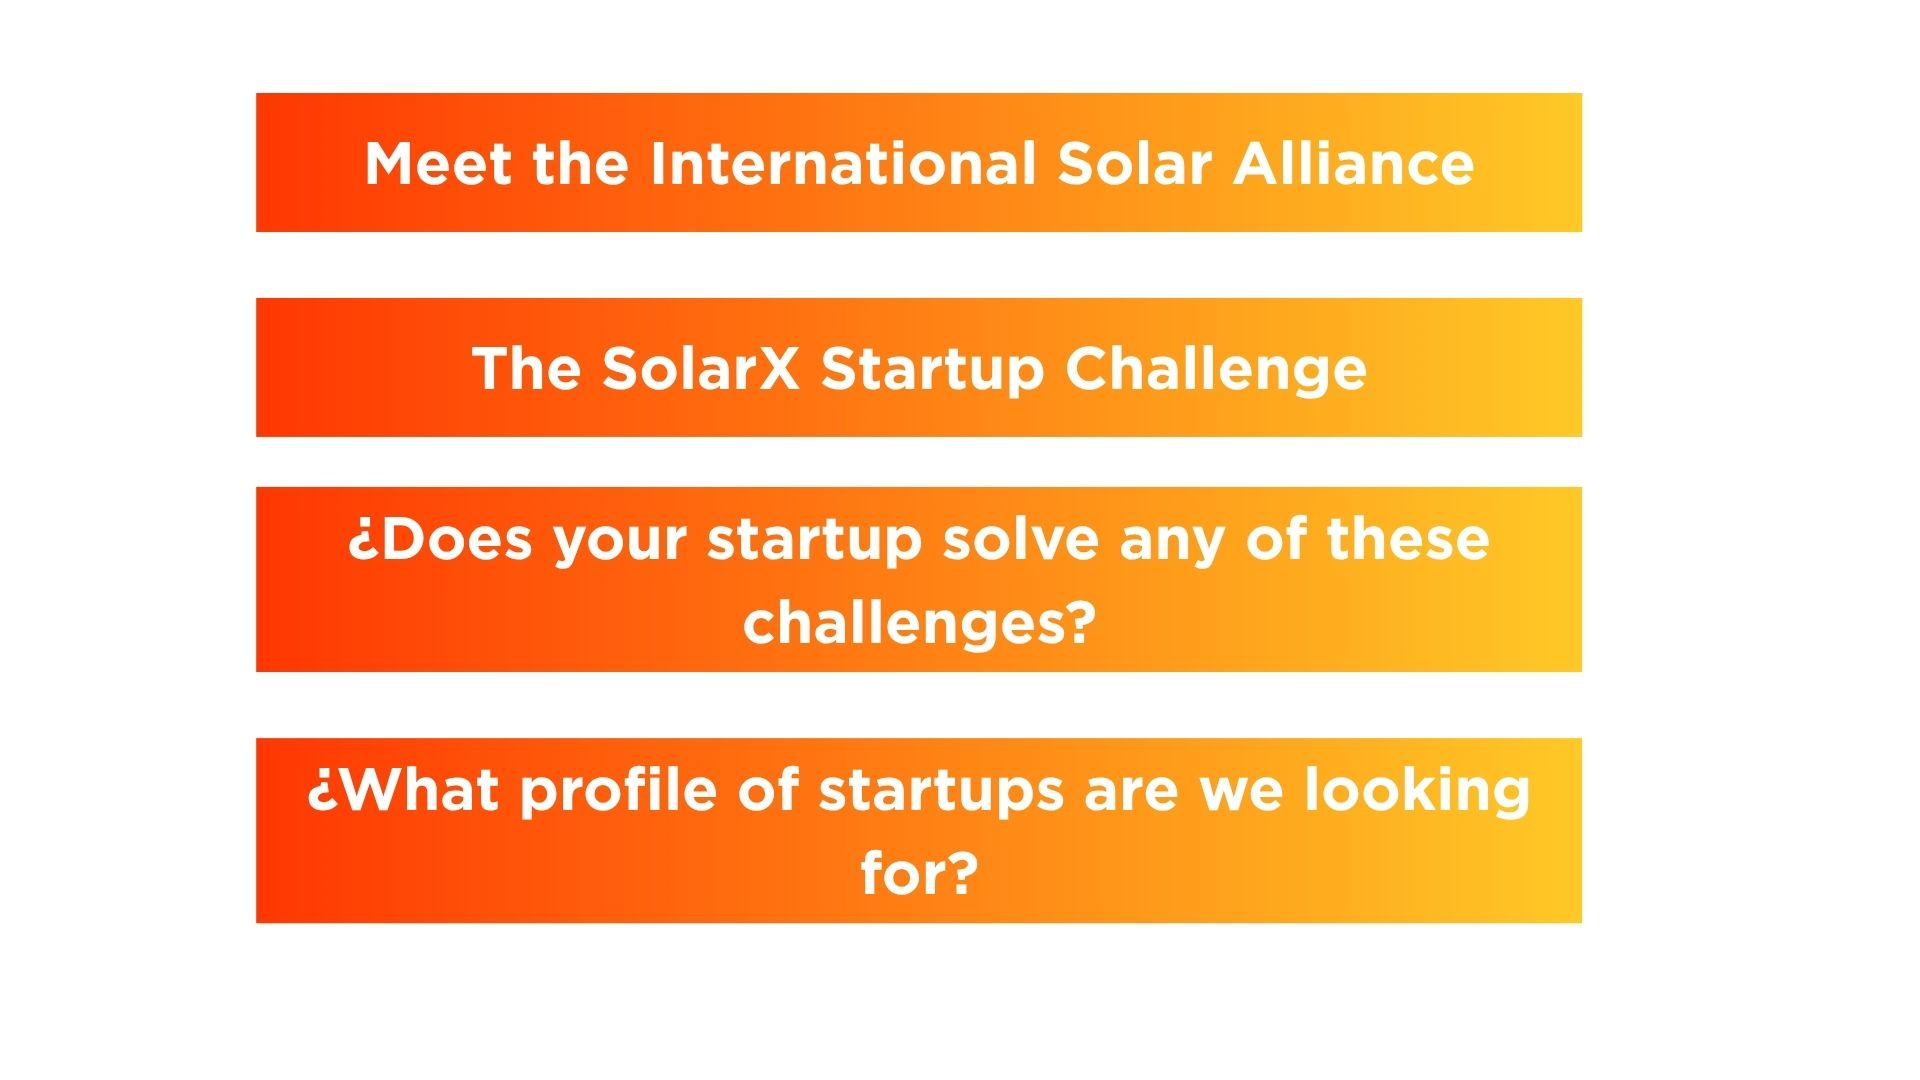 Meet the International Solar Alliance
The SolarX Startup Challenge
¿Does your startup solve any of these
challenges?
¿What profile of startups are we looking
for?